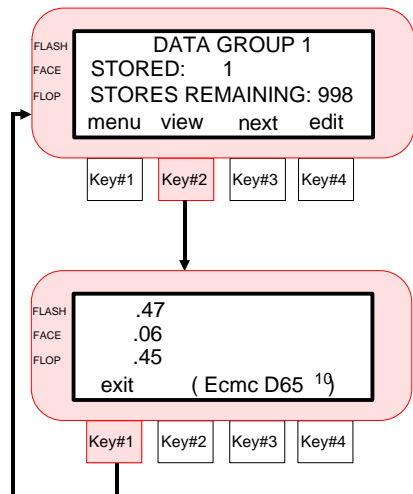 FLASH
FACE
FLOP
DATA GROUP 1
STORED: 1
STORES REMAINING: 998
menu view next edit
Key#1 Key#2 Key#3 Key#4
FLASH .47
FACE .06
FLOP .45
exit ( Ecmc D65 10)
Key#1 Key#2 Key#3 Key#4